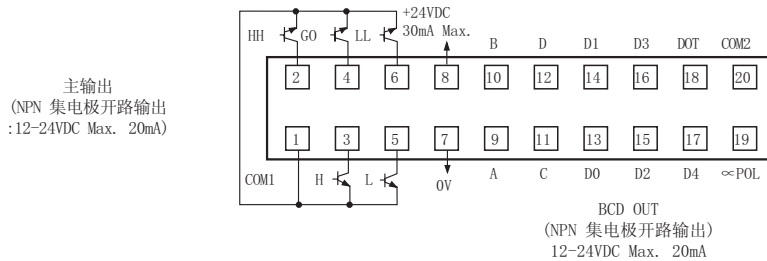 +24VDC
HH GO LL 30mA Max. B D D1 D3 DOT COM2
2 4 6 8 10 12 14 16 18 20
主输出
(NPN 集电极开路输出
:12-24VDC Max. 20mA)
1 3 5 7 9 11 13 15 17 19
COM1 H L 0V A C D0 D2 D4 ∝POL
BCD OUT
(NPN 集电极开路输出)
12-24VDC Max. 20mA